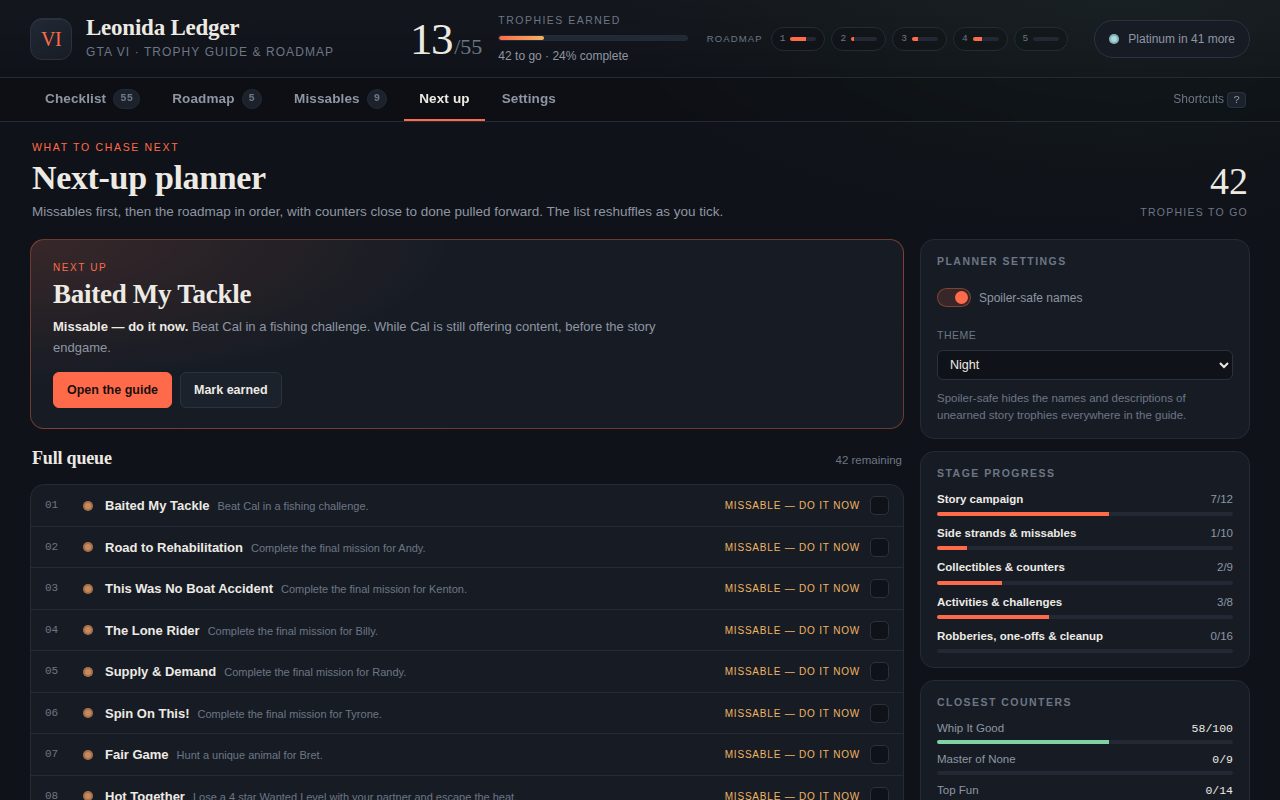 VI
Leonida Ledger
GTA VI · TROPHY GUIDE & ROADMAP
13/55
TROPHIES EARNED
42 to go · 24% complete
ROADMAP 1 2 3 4 5
Platinum in 41 more
Checklist 55
Roadmap 5
Missables 9
Next up
Settings
Shortcuts ?
WHAT TO CHASE NEXT
Next-up planner
Missables first, then the roadmap in order, with counters close to done pulled forward. The list reshuffles as you tick.
42
TROPHIES TO GO
NEXT UP
Baited My Tackle
Missable — do it now. Beat Cal in a fishing challenge. While Cal is still offering content, before the story
endgame.
Open the guide
Mark earned
Full queue
42 remaining
01 Baited My Tackle Beat Cal in a fishing challenge. MISSABLE — DO IT NOW
02 Road to Rehabilitation Complete the final mission for Andy. MISSABLE — DO IT NOW
03 This Was No Boat Accident Complete the final mission for Kenton. MISSABLE — DO IT NOW
04 The Lone Rider Complete the final mission for Billy. MISSABLE — DO IT NOW
05 Supply & Demand Complete the final mission for Randy. MISSABLE — DO IT NOW
06 Spin On This! Complete the final mission for Tyrone. MISSABLE — DO IT NOW
07 Fair Game Hunt a unique animal for Bret. MISSABLE — DO IT NOW
08 Hot Together Lose a 4 star Wanted Level with your partner and escape the heat. MISSABLE — DO IT NOW
PLANNER SETTINGS
Spoiler-safe names
THEME
Night
Spoiler-safe hides the names and descriptions of
unearned story trophies everywhere in the guide.
STAGE PROGRESS
Story campaign 7/12
Side strands & missables 1/10
Collectibles & counters 2/9
Activities & challenges 3/8
Robberies, one-offs & cleanup 0/16
CLOSEST COUNTERS
Whip It Good 58/100
Master of None 0/9
Top Fun 0/14